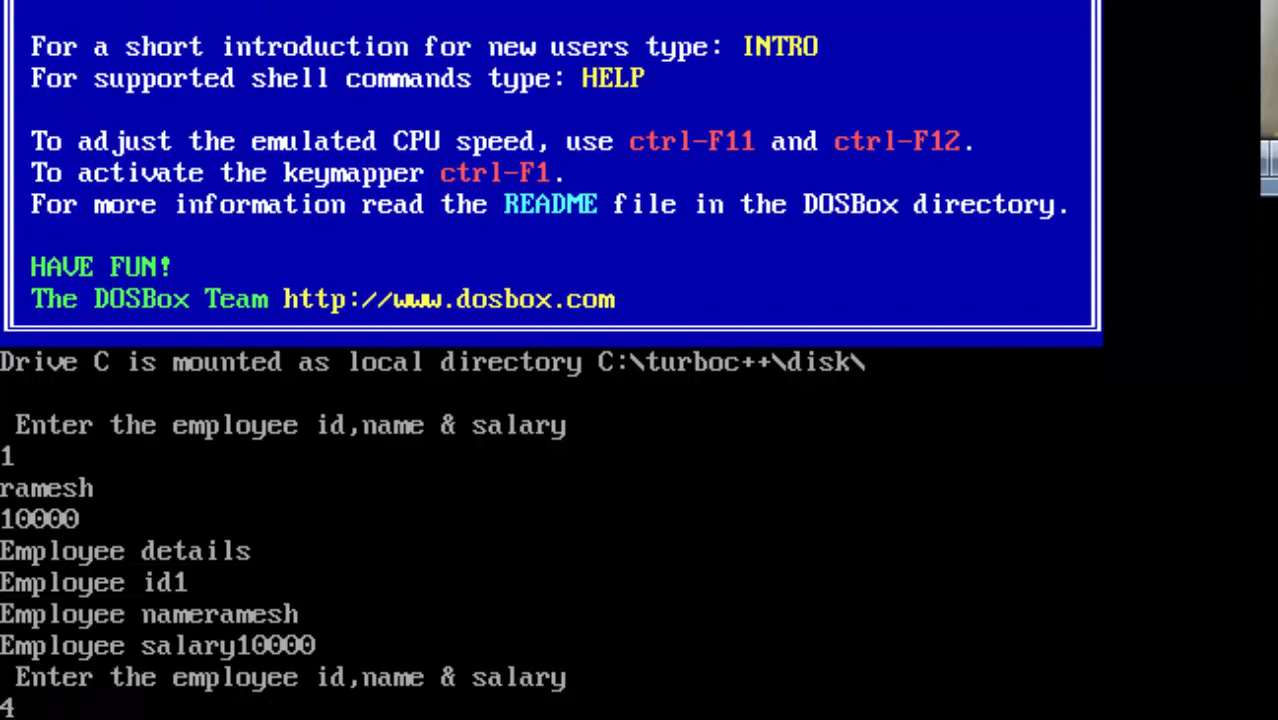 For a short introduction for new users type: INTRO
For supported shell commands type: HELP
To adjust the emulated CPU speed, use ctrl-F11 and ctrl-F12.
To activate the keymapper ctrl-F1.
For more information read the README file in the DOSBox directory.
HAVE FUN!
The DOSBox Team http://www.dosbox.com
Drive C is mounted as local directory C:\turboc++\disk\
Enter the employee id,name & salary
1
ramesh
10000
Employee details
Employee id1
Employee nameramesh
Employee salary10000
Enter the employee id,name & salary
4